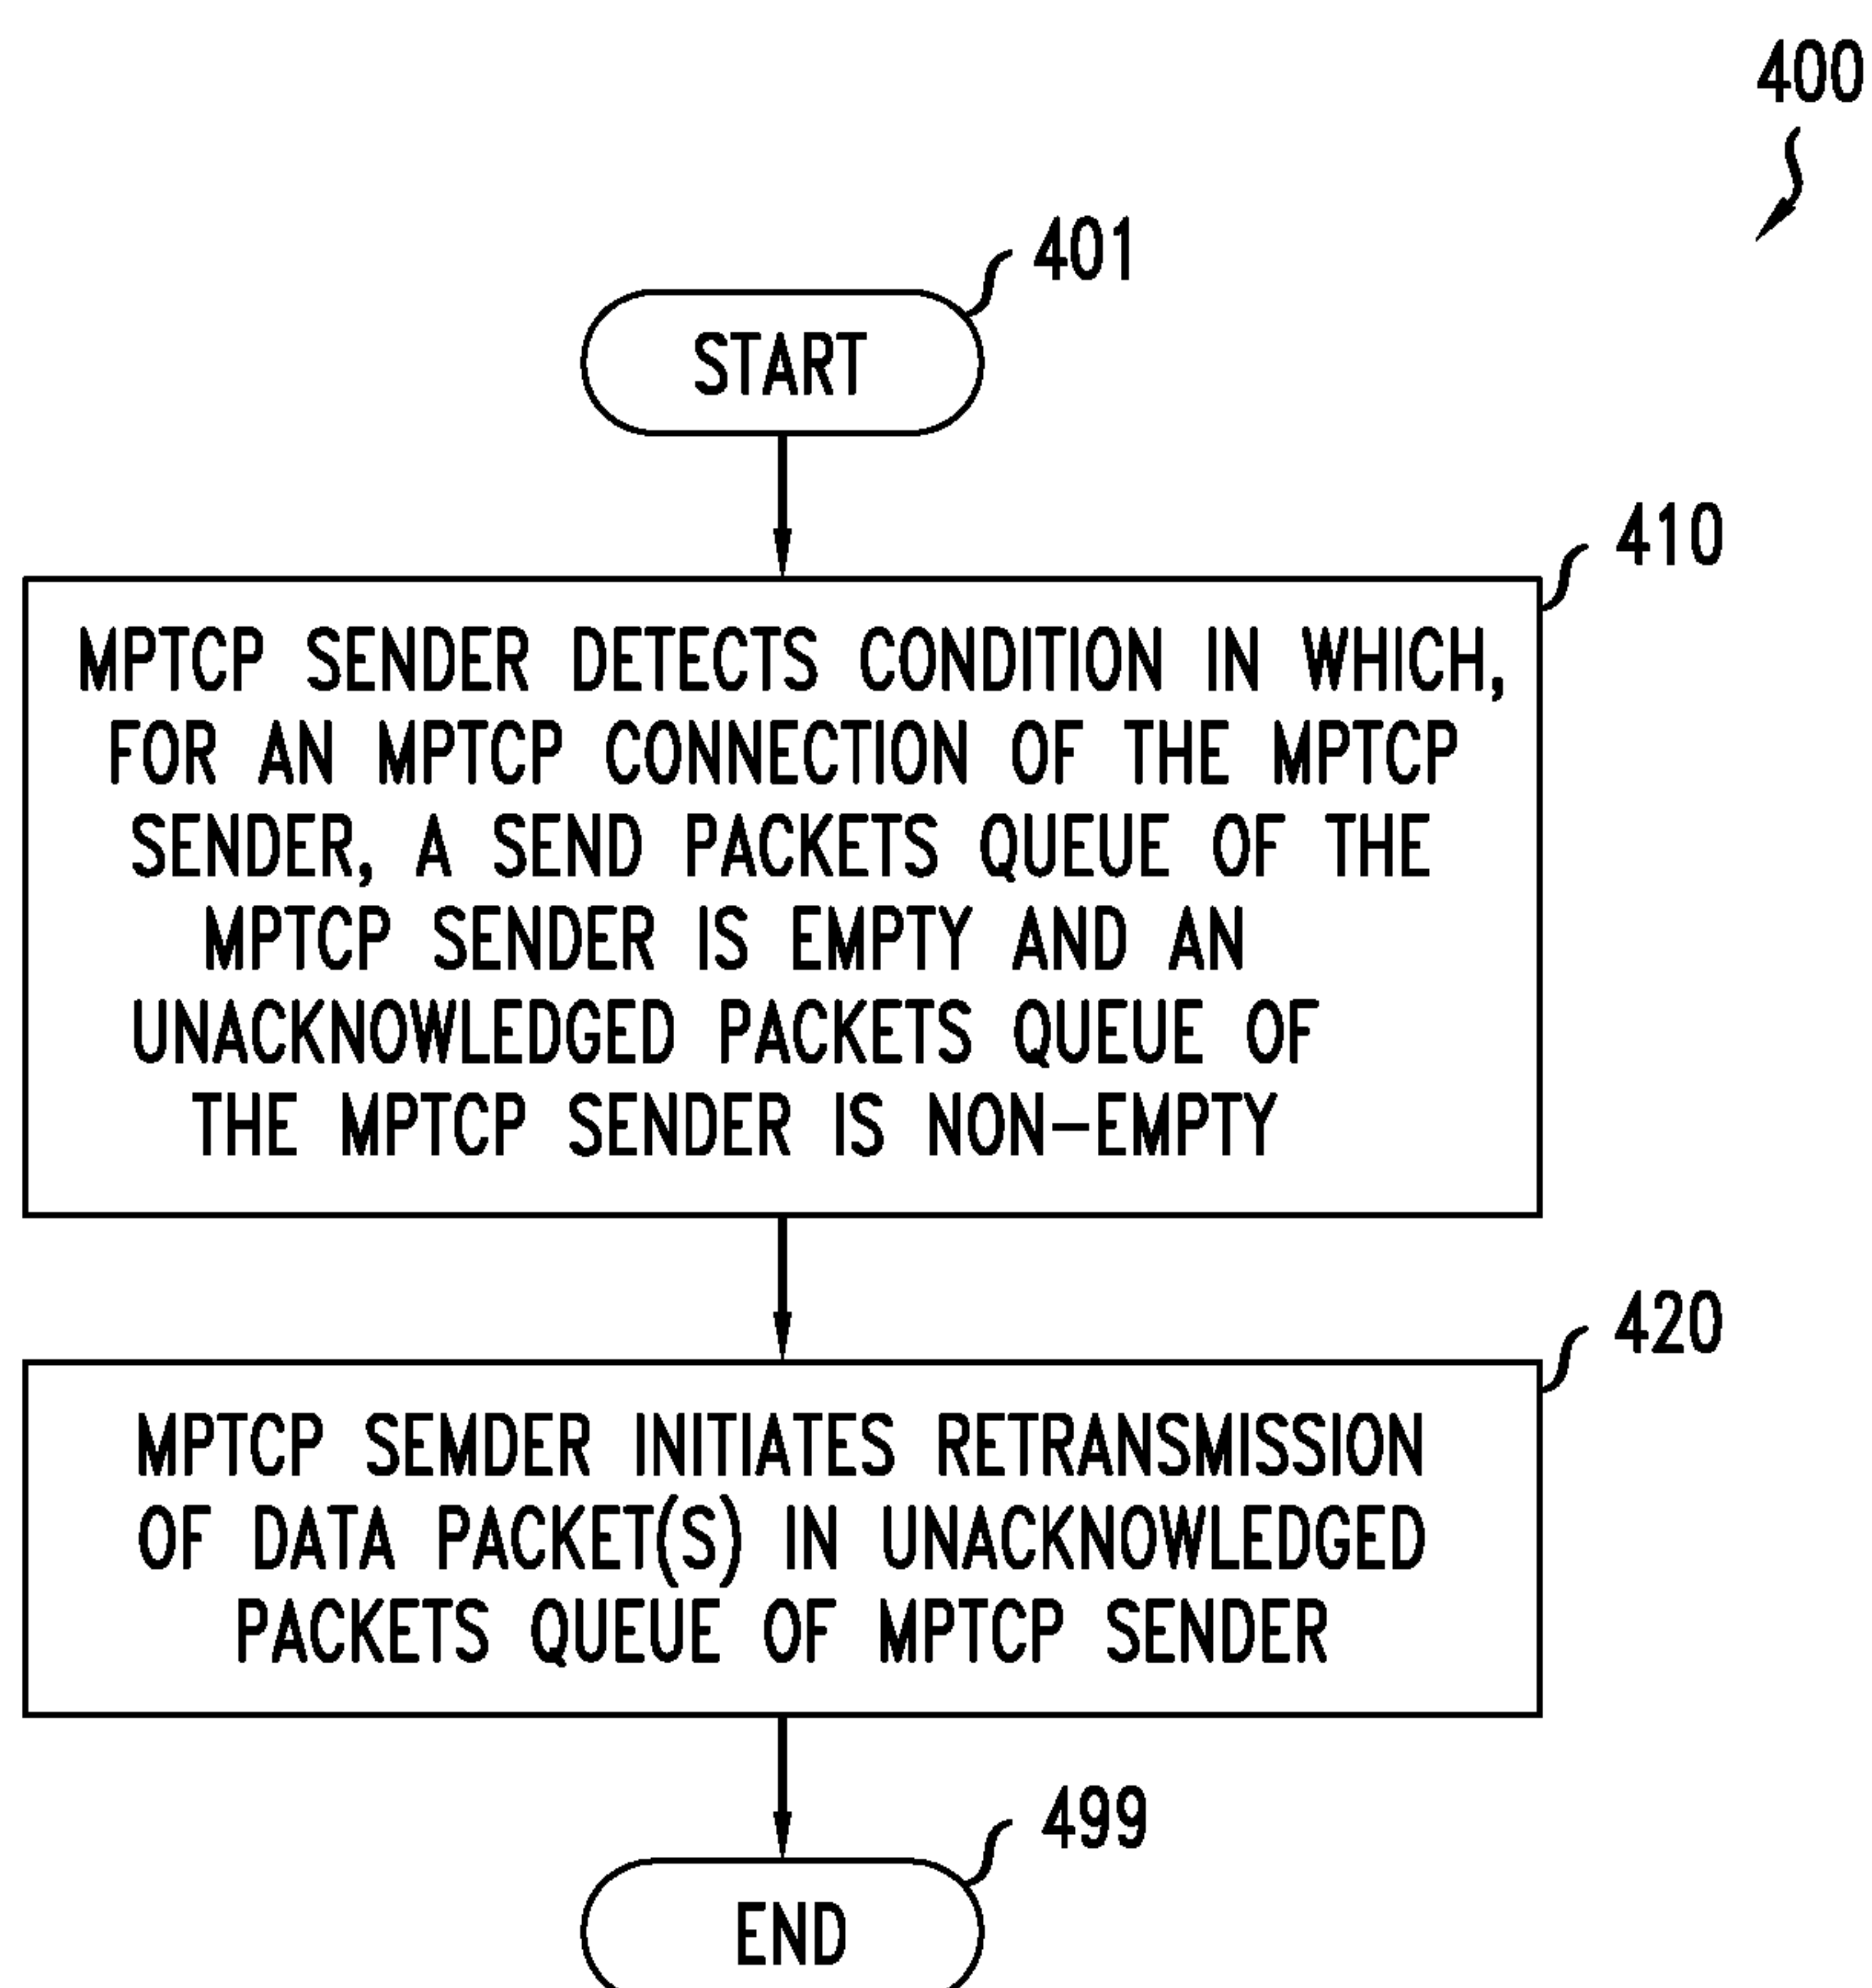 400
401
START
410
MPTCP SENDER DETECTS CONDITION IN WHICH,
FOR AN MPTCP CONNECTION OF THE MPTCP
SENDER, A SEND PACKETS QUEUE OF THE
MPTCP SENDER IS EMPTY AND AN
UNACKNOWLEDGED PACKETS QUEUE OF
THE MPTCP SENDER IS NON-EMPTY
420
MPTCP SEMDER INITIATES RETRANSMISSION
OF DATA PACKET(S) IN UNACKNOWLEDGED
PACKETS QUEUE OF MPTCP SENDER
499
END